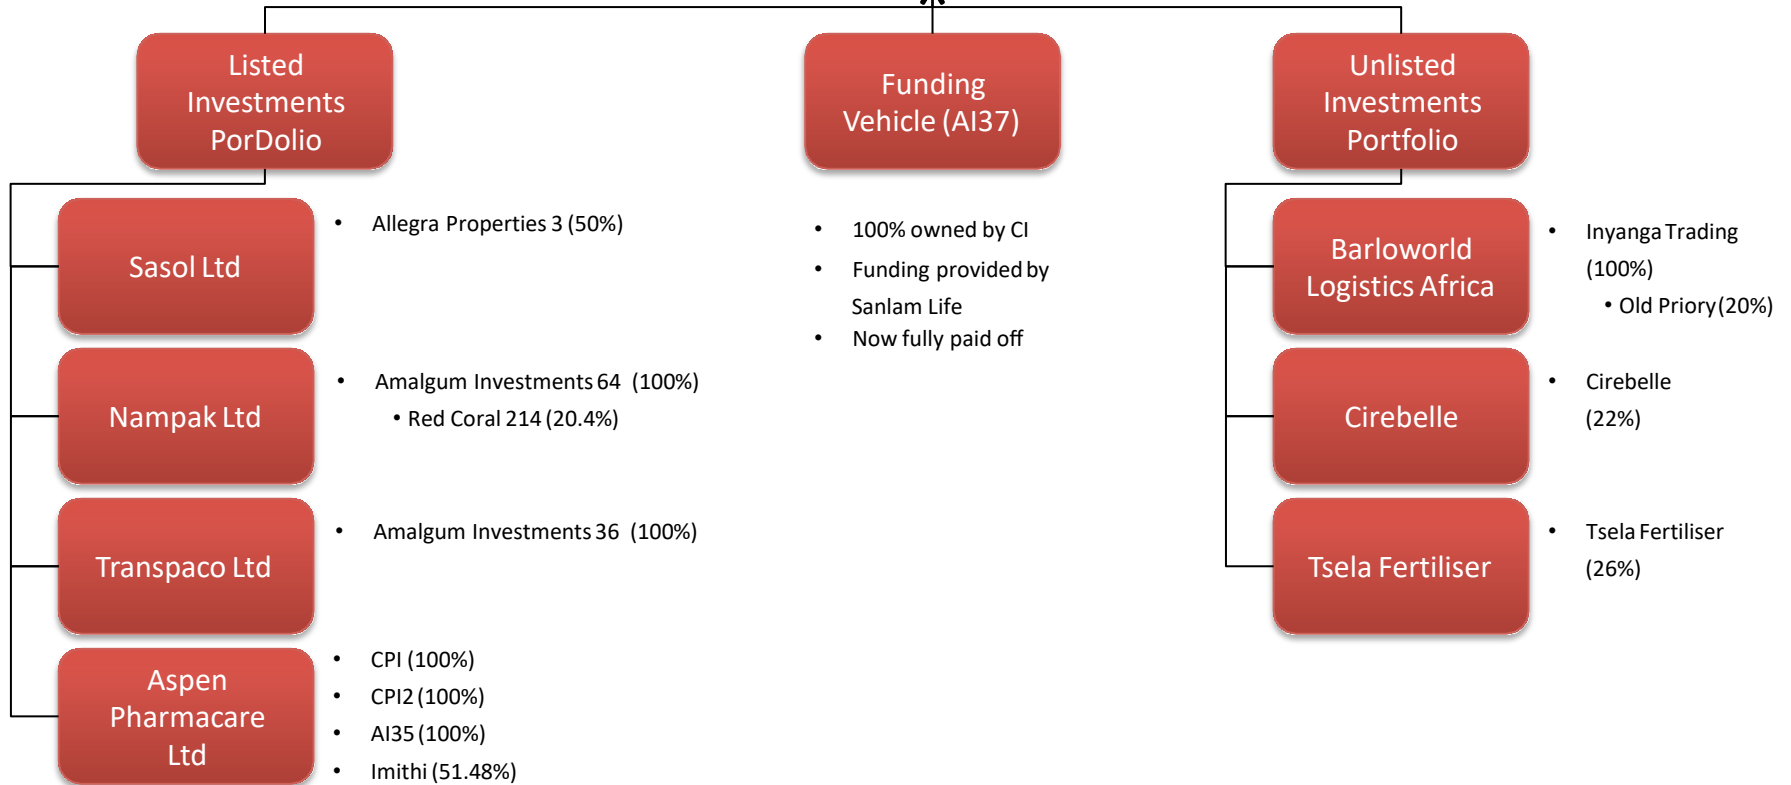 Listed
Investments
PorDolio
Funding
Vehicle (AI37)
Unlisted
Investments
Portfolio
Sasol Ltd
• Allegra Properties 3 (50%)
Nampak Ltd
• Amalgum Investments 64 (100%)
• Red Coral 214 (20.4%)
Transpaco Ltd
• Amalgum Investments 36 (100%)
Aspen
Pharmacare
Ltd
• CPI (100%)
• CPI2 (100%)
• AI35 (100%)
• Imithi (51.48%)
• 100% owned by CI
• Funding provided by
Sanlam Life
• Now fully paid off
Barloworld
Logistics Africa
• Inyanga Trading
(100%)
• Old Priory (20%)
Cirebelle
• Cirebelle
(22%)
Tsela Fertiliser
• Tsela Fertiliser
(26%)